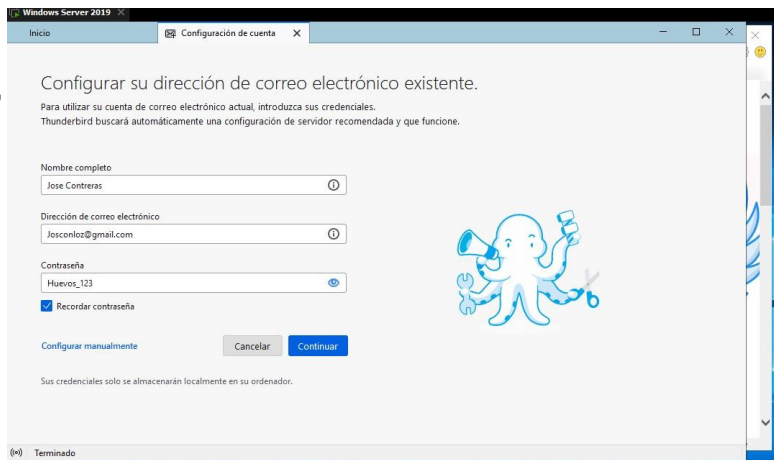 Windows Server 2019
Inicio
Configuración de cuenta
Configurar su dirección de correo electrónico existente.
Para utilizar su cuenta de correo electrónico actual, introduzca sus credenciales.
Thunderbird buscará automáticamente una configuración de servidor recomendada y que funcione.
Nombre completo
Jose Contreras
Dirección de correo electrónico
Josconloz@gmail.com
Contraseña
Huevos_123
Recordar contraseña
Configurar manualmente
Cancelar
Continuar
Sus credenciales solo se almacenarán localmente en su ordenador.
Terminado